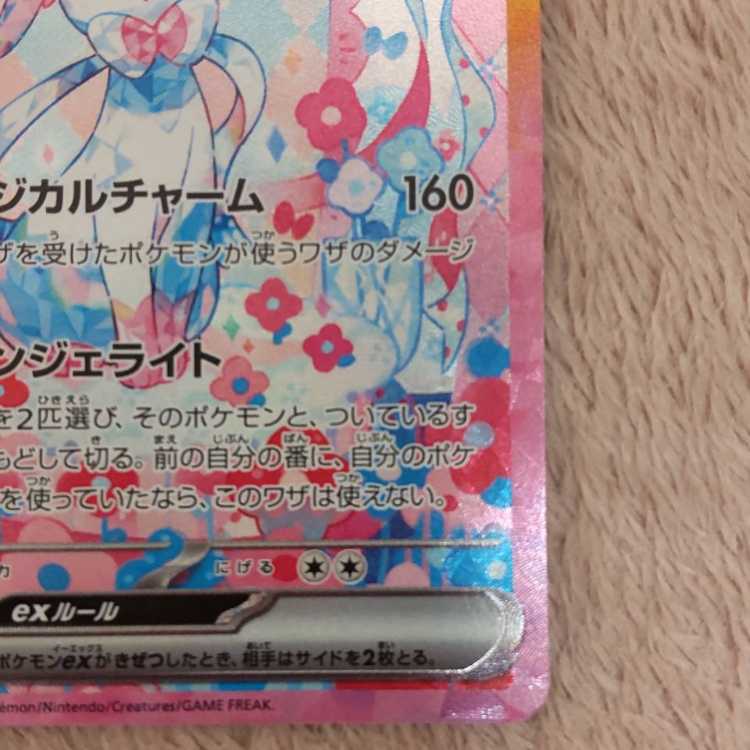 ジカルチャーム 160
ザを受けたポケモンが使うワザのダメージ
ンジェライト
を2匹選び、そのポケモンと、ついているす
もどして切る。前の自分の番に、自分のポケ
を使っていたなら、このワザは使えない。
カ にげる
exルール
ポケモンexがきぜつしたとき、相手はサイドを2枚とる。
émon/Nintendo/Creatures/GAME FREAK.